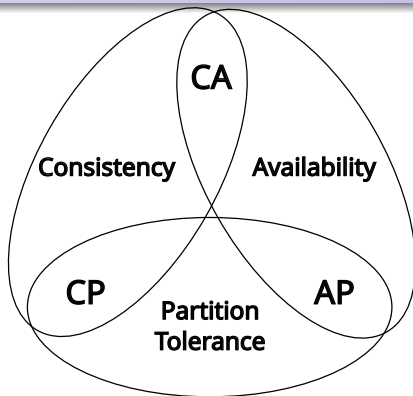 CA
Consistency
Availability
CP
AP
Partition
Tolerance